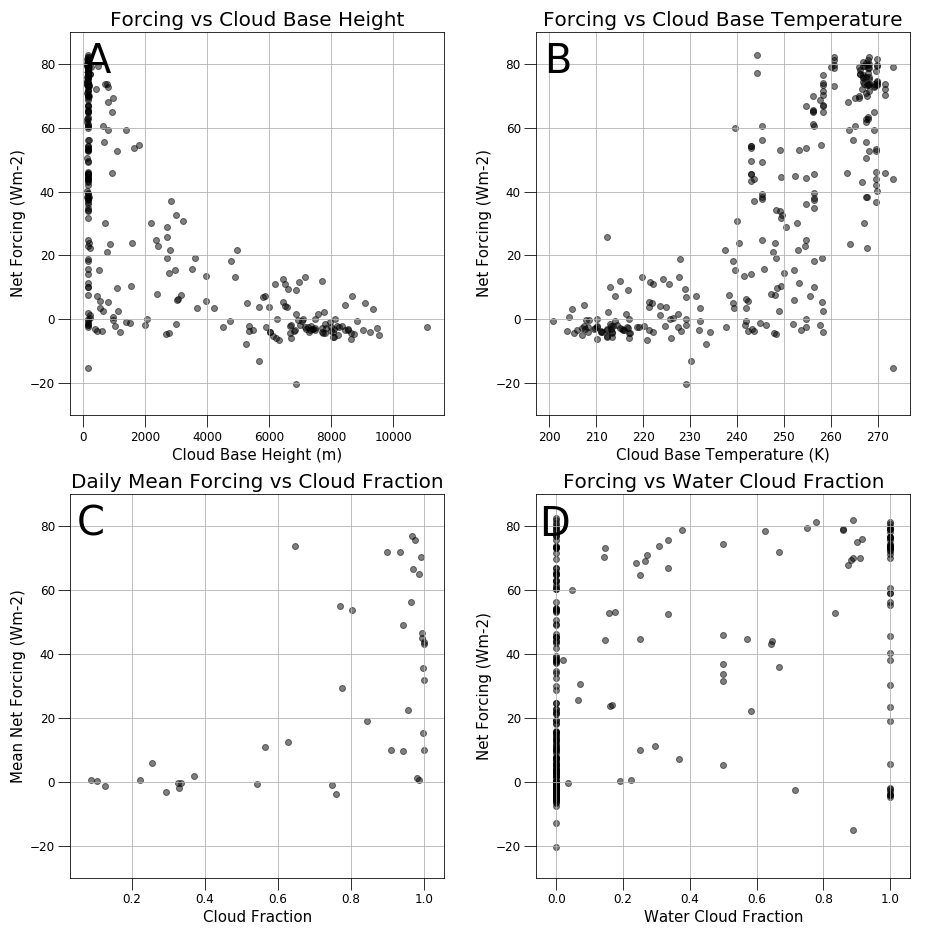 Forcing vs Cloud Base Height
A
80
60
40
20
0
−20
Net Forcing (Wm-2)
0 2000 4000 6000 8000 10000
Cloud Base Height (m)
Forcing vs Cloud Base Temperature
B
80
60
40
20
0
−20
Net Forcing (Wm-2)
200 210 220 230 240 250 260 270
Cloud Base Temperature (K)
Daily Mean Forcing vs Cloud Fraction
C
80
60
40
20
0
−20
Mean Net Forcing (Wm-2)
0.2 0.4 0.6 0.8 1.0
Cloud Fraction
Forcing vs Water Cloud Fraction
D
80
60
40
20
0
−20
Net Forcing (Wm-2)
0.0 0.2 0.4 0.6 0.8 1.0
Water Cloud Fraction